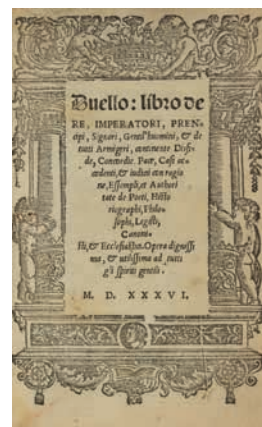 Duello: libro de
RE, IMPERATORI, PREN-
cipi, Signori, Gentil'huomini, & de
tutti Armigeri, continente Disfi-
de, Concordie. Pace, Casi ac-
cadenti, & iudicii con ragio
ne, Essempli, et Authori
tate de Poeti, Histo
riographi, Philo-
sophi, Legisti,
Canoni-
sti, & Ecclesiastici. Opera dignissi
ma, & utilissima ad tutti
gli spiriti gentili.
M. D. XXXVI.